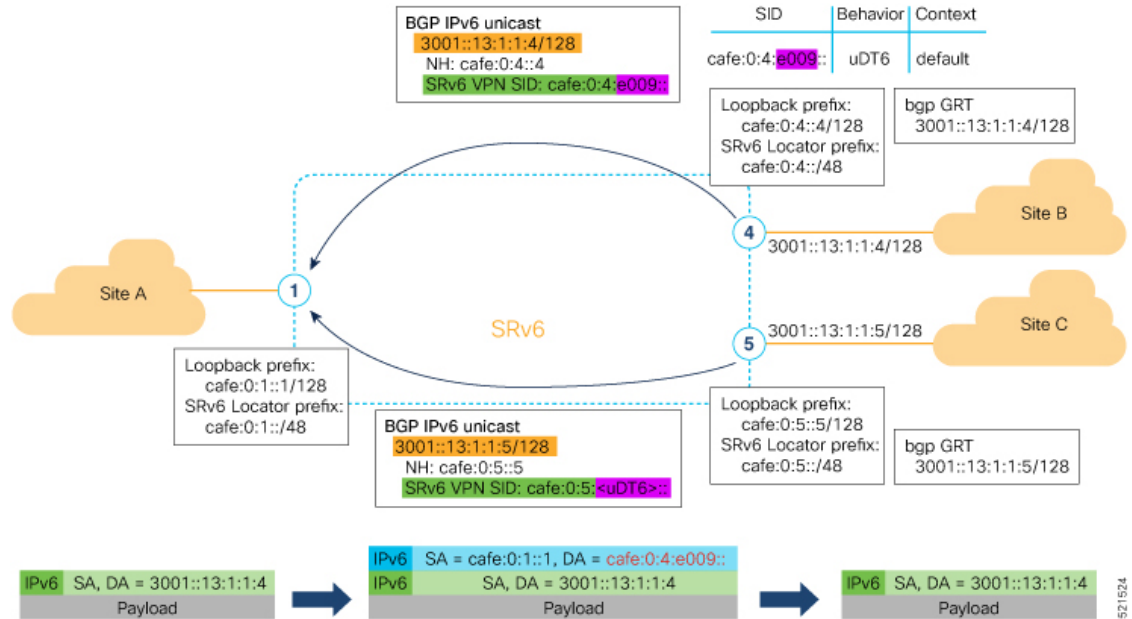 BGP IPv6 unicast
3001::13:1:1:4/128
NH: cafe:0:4::4
SRv6 VPN SID: cafe:0:4:e009::
SID Behavior Context
cafe:0:4:e009:: uDT6 default
Loopback prefix:
cafe:0:4::4/128
SRv6 Locator prefix:
cafe:0:4::/48
bgp GRT
3001::13:1:1:4/128
Site A
1
SRv6
4
3001::13:1:1:4/128
Site B
5
3001::13:1:1:5/128
Site C
Loopback prefix:
cafe:0:1::1/128
SRv6 Locator prefix:
cafe:0:1::/48
BGP IPv6 unicast
3001::13:1:1:5/128
NH: cafe:0:5::5
SRv6 VPN SID: cafe:0:5:<uDT6>::
Loopback prefix:
cafe:0:5::5/128
SRv6 Locator prefix:
cafe:0:5::/48
bgp GRT
3001::13:1:1:5/128
IPv6 SA, DA = 3001::13:1:1:4
Payload
IPv6 SA = cafe:0:1::1, DA = cafe:0:4:e009::
IPv6 SA, DA = 3001::13:1:1:4
Payload
IPv6 SA, DA = 3001::13:1:1:4
Payload
521524